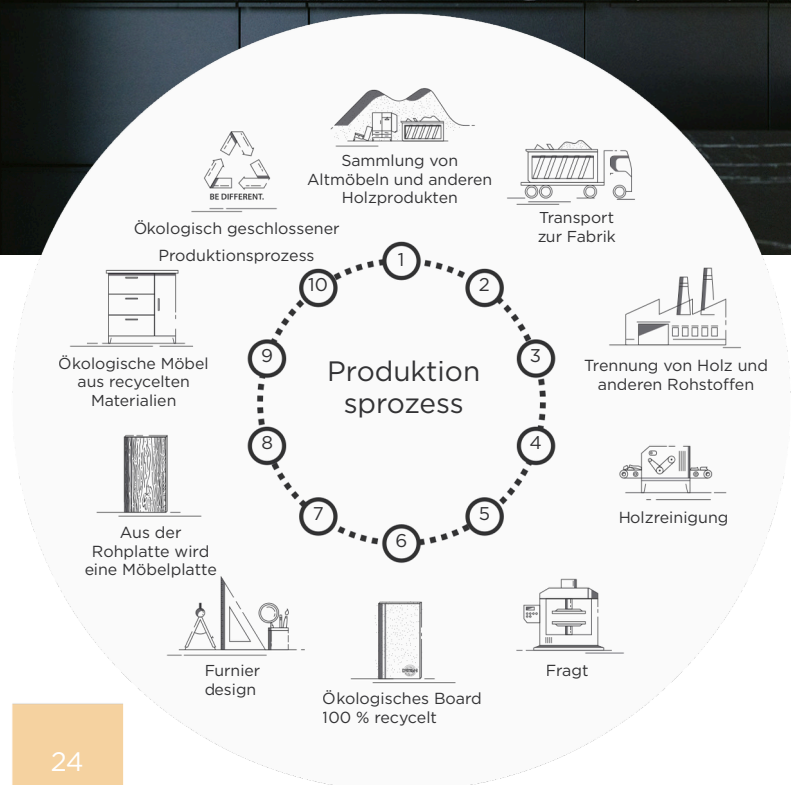 Sammlung von
Altmöbeln und anderen
Holzprodukten
Transport
zur Fabrik
Trennung von Holz und
anderen Rohstoffen
Holzreinigung
Fragt
Ökologisches Board
100 % recycelt
Furnier
design
Aus der
Rohplatte wird
eine Möbelplatte
Ökologische Möbel
aus recycelten
Materialien
BE DIFFERENT.
Ökologisch geschlossener
Produktionsprozess
1
2
3
4
5
6
7
8
9
10
Produktion
sprozess
24